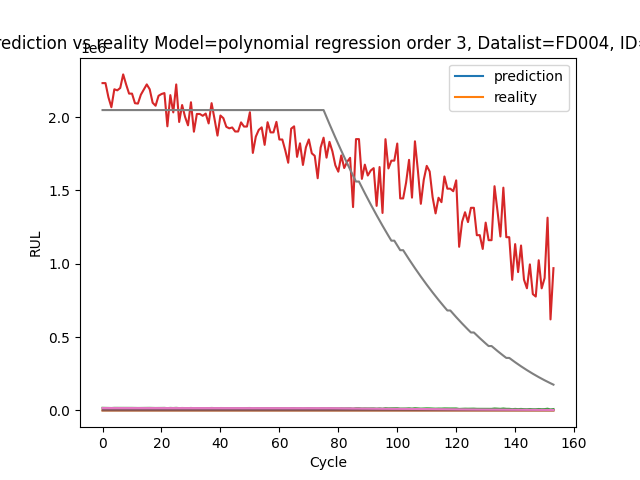 rediction vs reality Model=polynomial regression order 3, Datalist=FD004, ID=
1e6
prediction
reality
2.0
1.5
1.0
0.5
0.0
RUL
0 20 40 60 80 100 120 140 160
Cycle